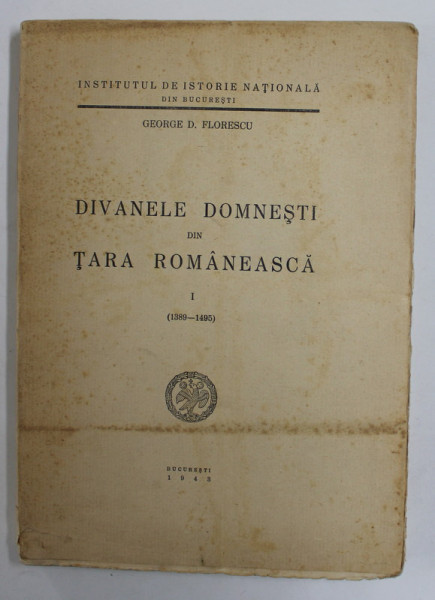 INSTITUTUL DE ISTORIE NAŢIONALĂ
DIN BUCUREŞTI
GEORGE D. FLORESCU
DIVANELE DOMNEŞTI
DIN
ŢARA ROMÂNEASCĂ
I
(1389—1495)
BUCUREŞTI
1943